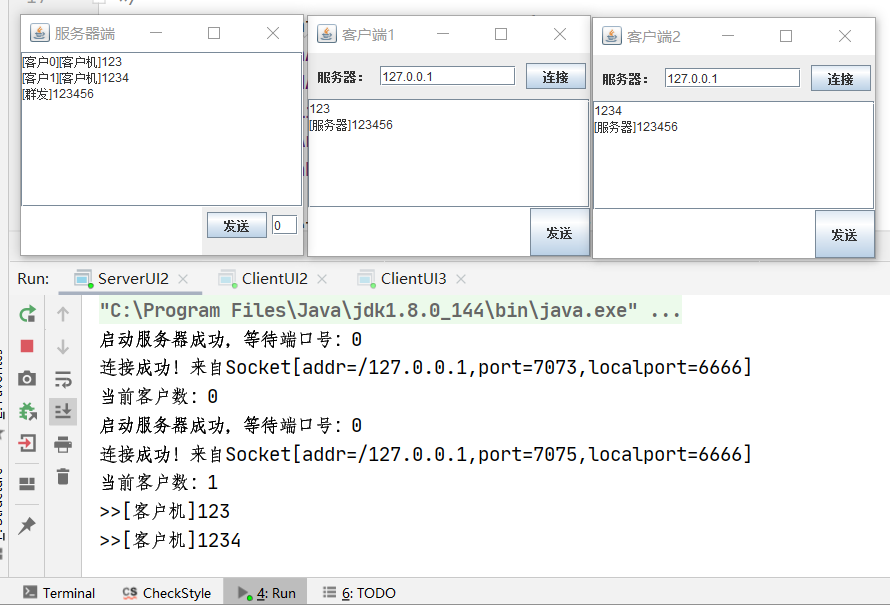 服务器端
[客户0][客户机]123
[客户1][客户机]1234
[群发]123456
发送 0
客户端1
服务器： 127.0.0.1 连接
123
[服务器]123456
发送
客户端2
服务器： 127.0.0.1 连接
1234
[服务器]123456
发送
Run: ServerUI2 ClientUI2 ClientUI3
"C:\Program Files\Java\jdk1.8.0_144\bin\java.exe" ...
启动服务器成功，等待端口号：0
连接成功！来自Socket[addr=/127.0.0.1,port=7073,localport=6666]
当前客户数：0
启动服务器成功，等待端口号：0
连接成功！来自Socket[addr=/127.0.0.1,port=7075,localport=6666]
当前客户数：1
>>[客户机]123
>>[客户机]1234
Terminal CheckStyle 4: Run 6: TODO